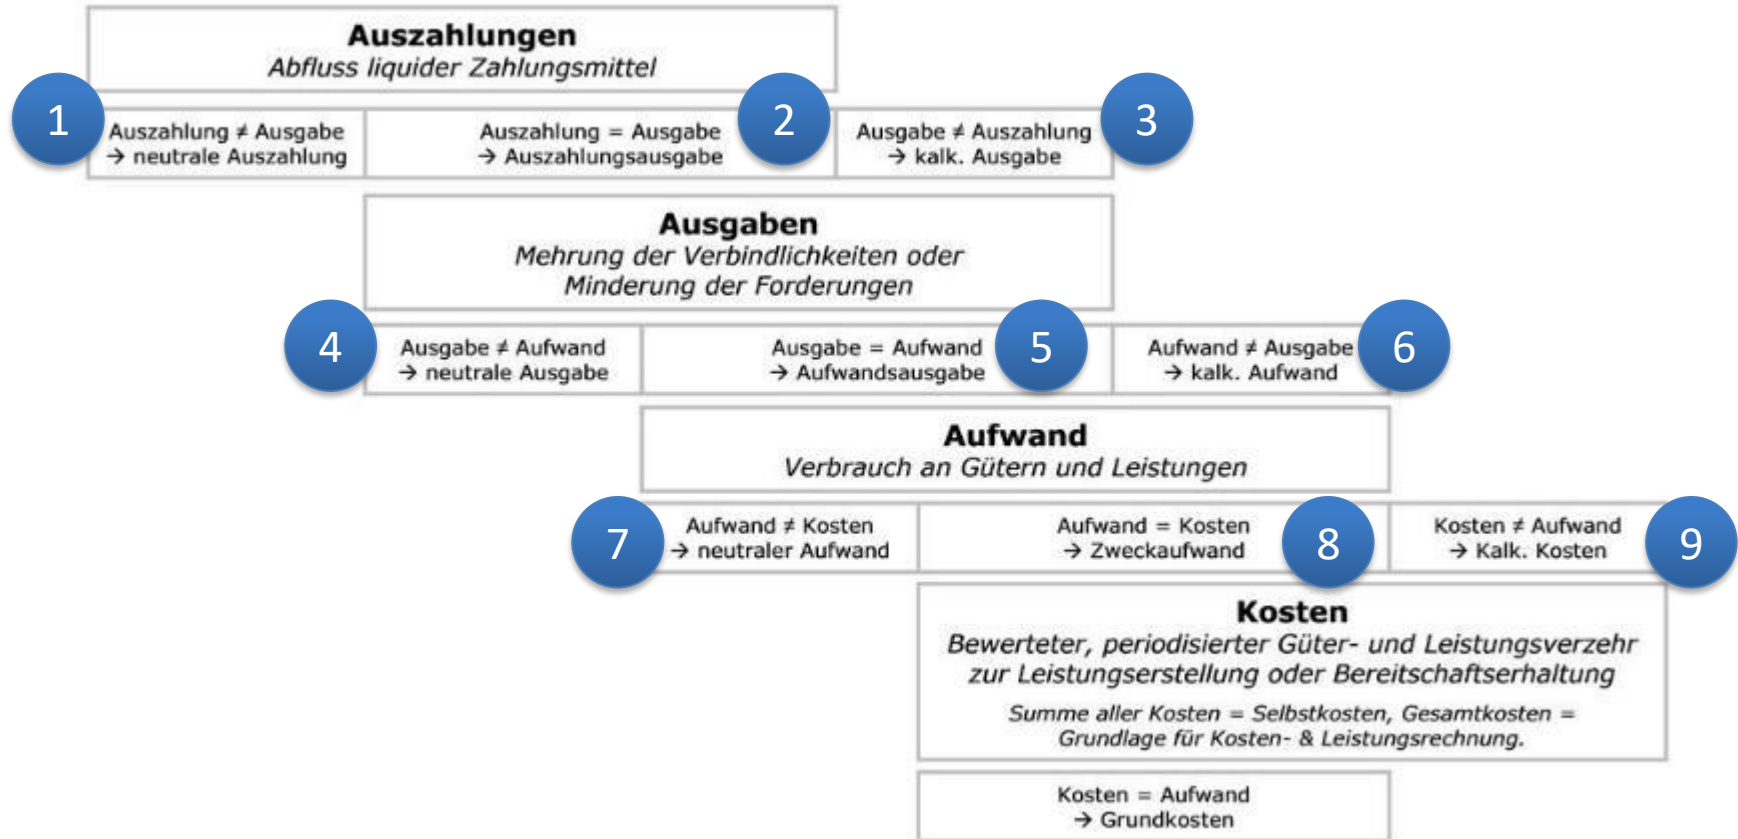 Auszahlungen
Abfluss liquider Zahlungsmittel
1
Auszahlung ≠ Ausgabe
→ neutrale Auszahlung
Auszahlung = Ausgabe
→ Auszahlungsausgabe
2
Ausgabe ≠ Auszahlung
→ kalk. Ausgabe
3
Ausgaben
Mehrung der Verbindlichkeiten oder
Minderung der Forderungen
4
Ausgabe ≠ Aufwand
→ neutrale Ausgabe
Ausgabe = Aufwand
→ Aufwandsausgabe
5
Aufwand ≠ Ausgabe
→ kalk. Aufwand
6
Aufwand
Verbrauch an Gütern und Leistungen
7
Aufwand ≠ Kosten
→ neutraler Aufwand
Aufwand = Kosten
→ Zweckaufwand
8
Kosten ≠ Aufwand
→ Kalk. Kosten
9
Kosten
Bewerteter, periodisierter Güter- und Leistungsverzehr
zur Leistungserstellung oder Bereitschaftserhaltung
Summe aller Kosten = Selbstkosten, Gesamtkosten =
Grundlage für Kosten- & Leistungsrechnung.
Kosten = Aufwand
→ Grundkosten